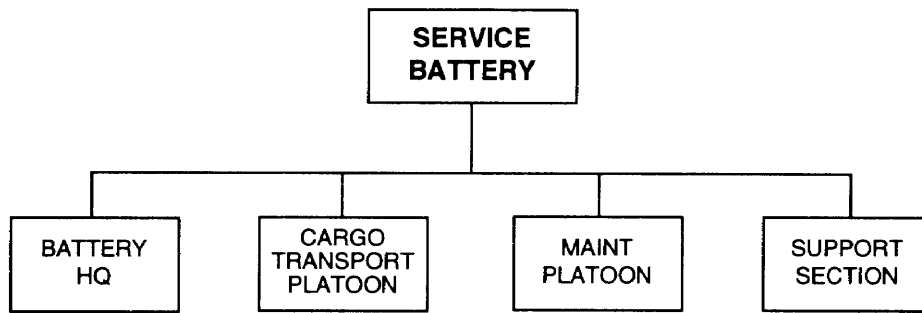 SERVICE
BATTERY
BATTERY
HQ
CARGO
TRANSPORT
PLATOON
MAINT
PLATOON
SUPPORT
SECTION